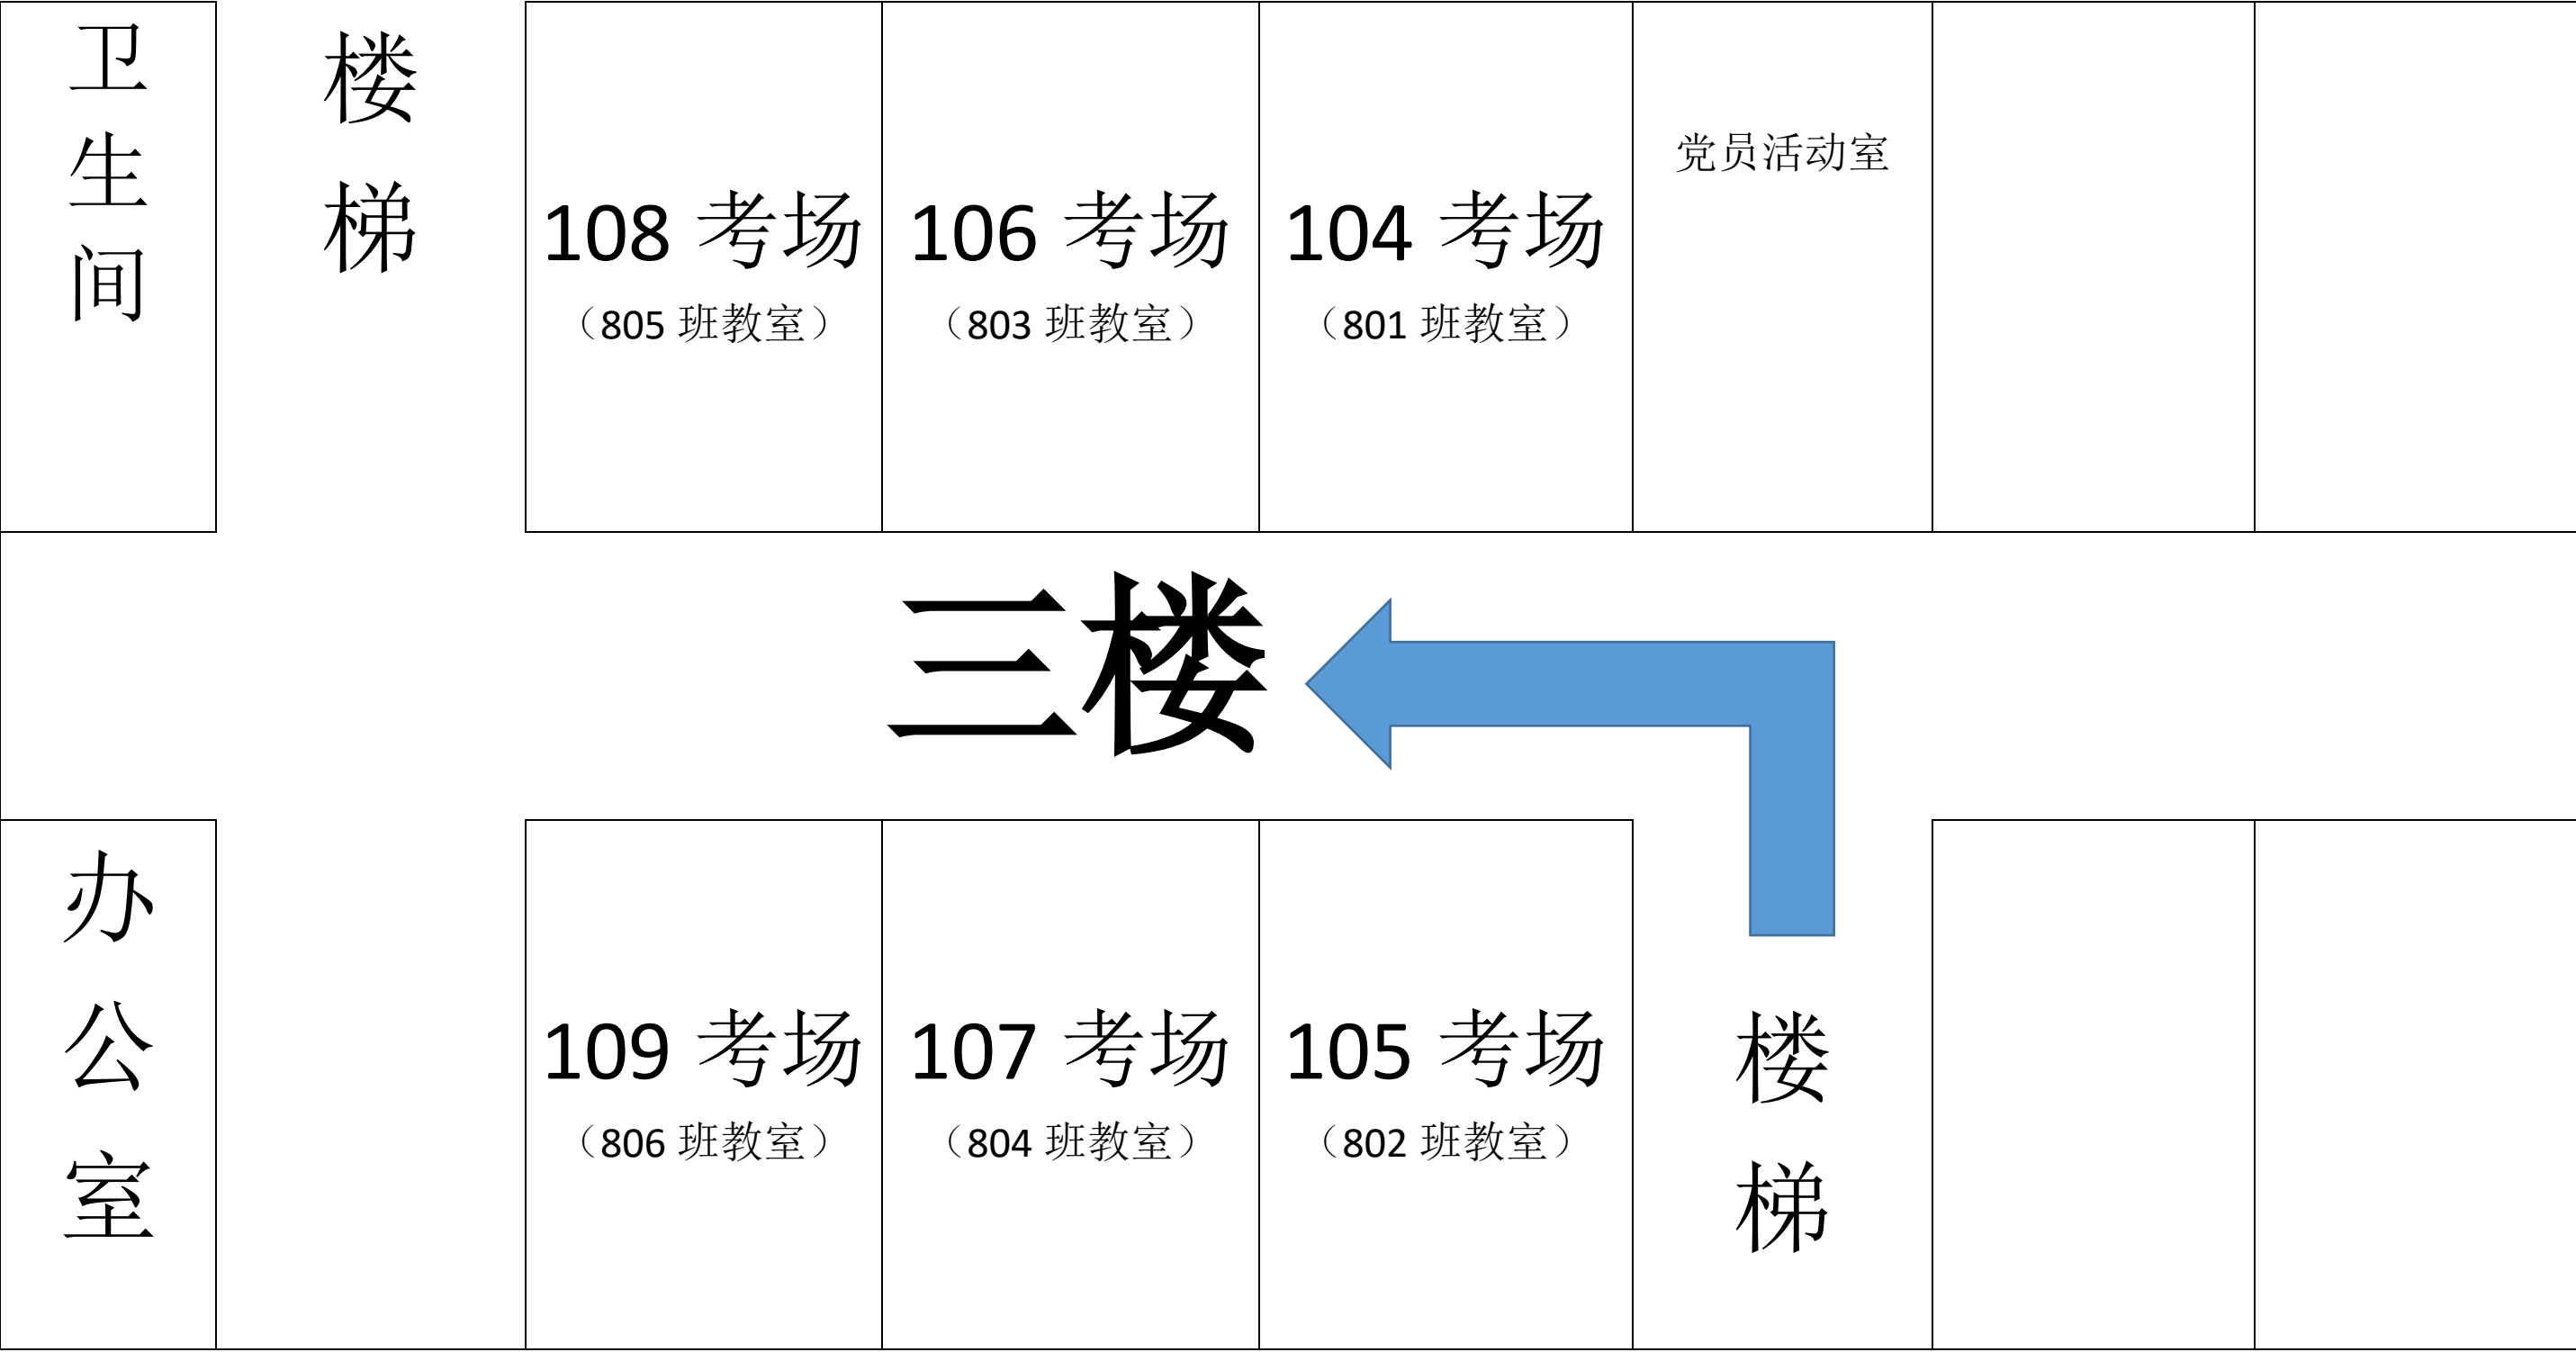 卫生间
楼梯
108 考场
（805 班教室）
106 考场
（803 班教室）
104 考场
（801 班教室）
党员活动室
三楼
办公室
109 考场
（806 班教室）
107 考场
（804 班教室）
105 考场
（802 班教室）
楼梯